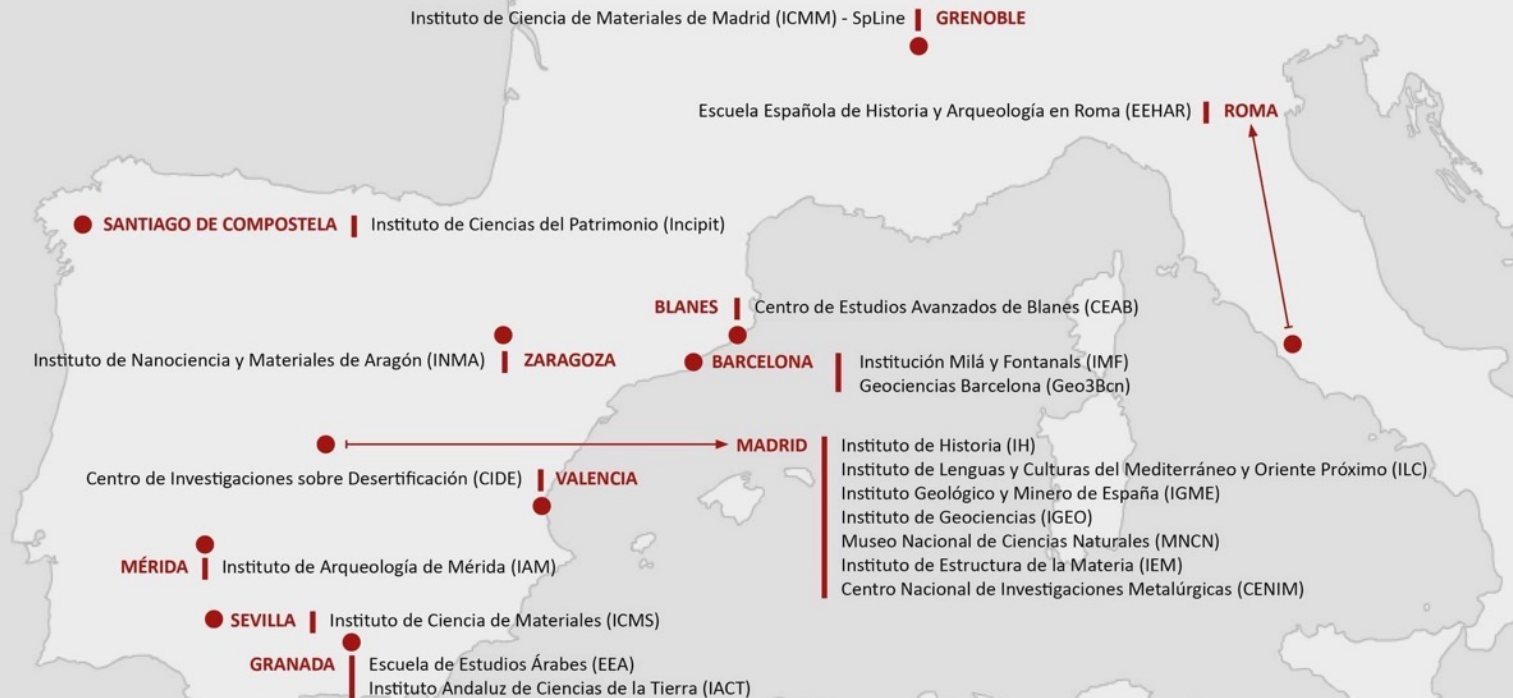 Instituto de Ciencia de Materiales de Madrid (ICMM) - SpLine GRENOBLE
Escuela Española de Historia y Arqueología en Roma (EEHAR) ROMA
SANTIAGO DE COMPOSTELA Instituto de Ciencias del Patrimonio (Incipit)
BLANES Centro de Estudios Avanzados de Blanes (CEAB)
Instituto de Nanociencia y Materiales de Aragón (INMA) ZARAGOZA
BARCELONA Institución Milá y Fontanals (IMF)
Geociencias Barcelona (Geo3Bcn)
MADRID Instituto de Historia (IH)
Instituto de Lenguas y Culturas del Mediterráneo y Oriente Próximo (ILC)
Instituto Geológico y Minero de España (IGME)
Instituto de Geociencias (IGEO)
Museo Nacional de Ciencias Naturales (MNCN)
Instituto de Estructura de la Materia (IEM)
Centro Nacional de Investigaciones Metalúrgicas (CENIM)
Centro de Investigaciones sobre Desertificación (CIDE) VALENCIA
MÉRIDA Instituto de Arqueología de Mérida (IAM)
SEVILLA Instituto de Ciencia de Materiales (ICMS)
GRANADA Escuela de Estudios Árabes (EEA)
Instituto Andaluz de Ciencias de la Tierra (IACT)